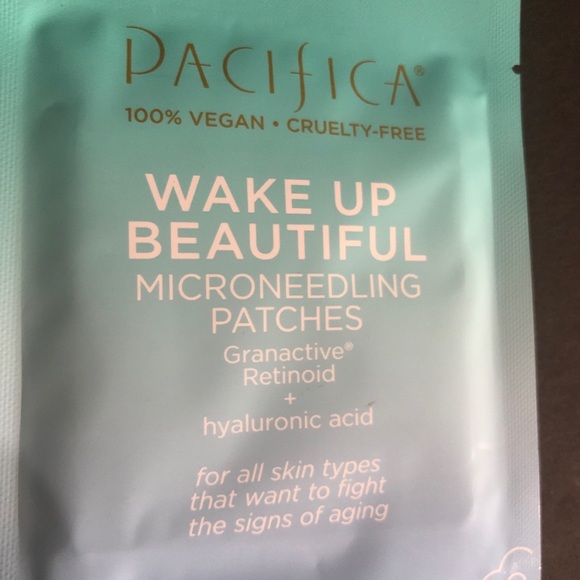 PACIFICA®
100% VEGAN • CRUELTY-FREE
WAKE UP
BEAUTIFUL
MICRONEEDLING
PATCHES
Granactive®
Retinoid
+
hyaluronic acid
for all skin types
that want to fight
the signs of aging